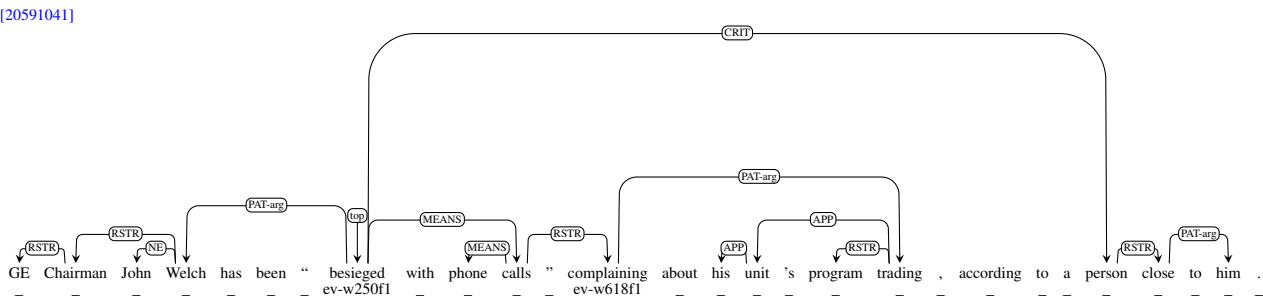 [20591041]
CRIT
PAT-arg
PAT-arg top
RSTR MEANS APP
RSTR NE MEANS RSTR APP RSTR RSTR PAT-arg
GE Chairman John Welch has been “ besieged with phone calls ” complaining about his unit ’s program trading , according to a person close to him .
_ _ _ _ _ _ _ ev-w250f1 _ _ _ _ ev-w618f1 _ _ _ _ _ _ _ _ _ _ _ _ _ _ _